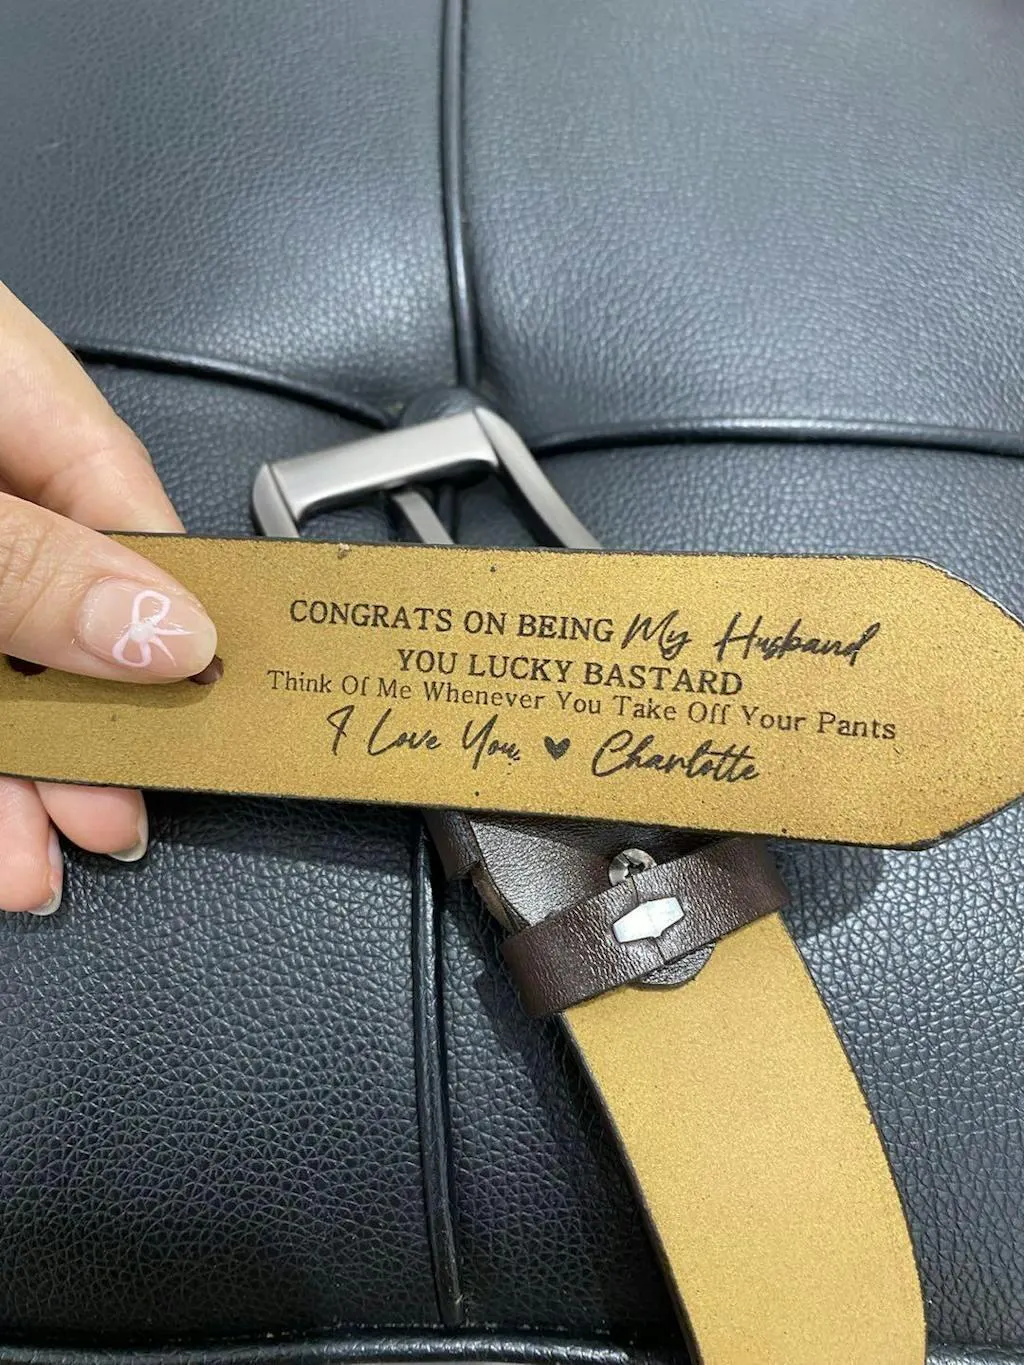 CONGRATS ON BEING My Husband
YOU LUCKY BASTARD
Think Of Me Whenever You Take Off Your Pants
I Love You, ♥ Charlotte